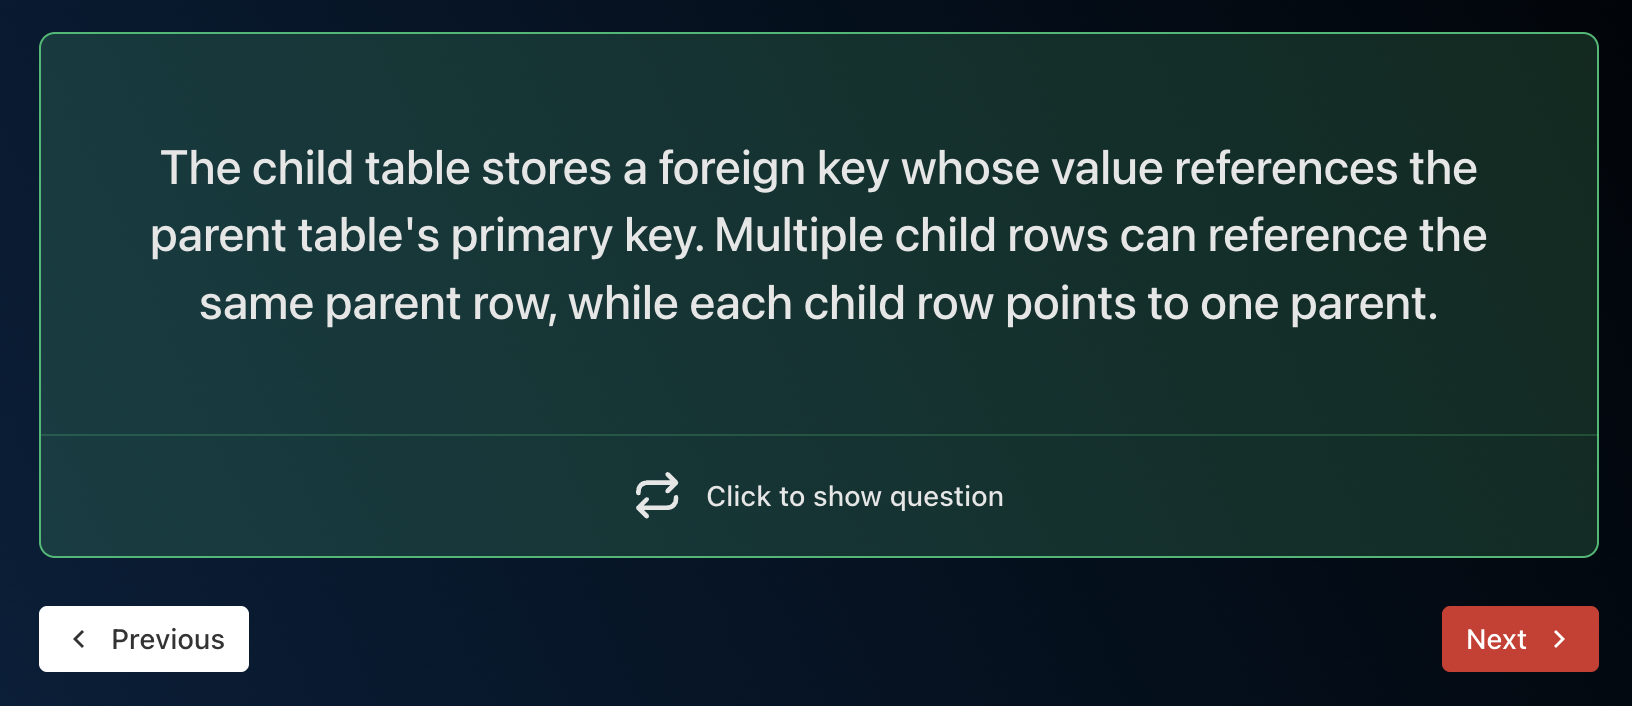 The child table stores a foreign key whose value references the
parent table's primary key. Multiple child rows can reference the
same parent row, while each child row points to one parent.
Click to show question
Previous
Next